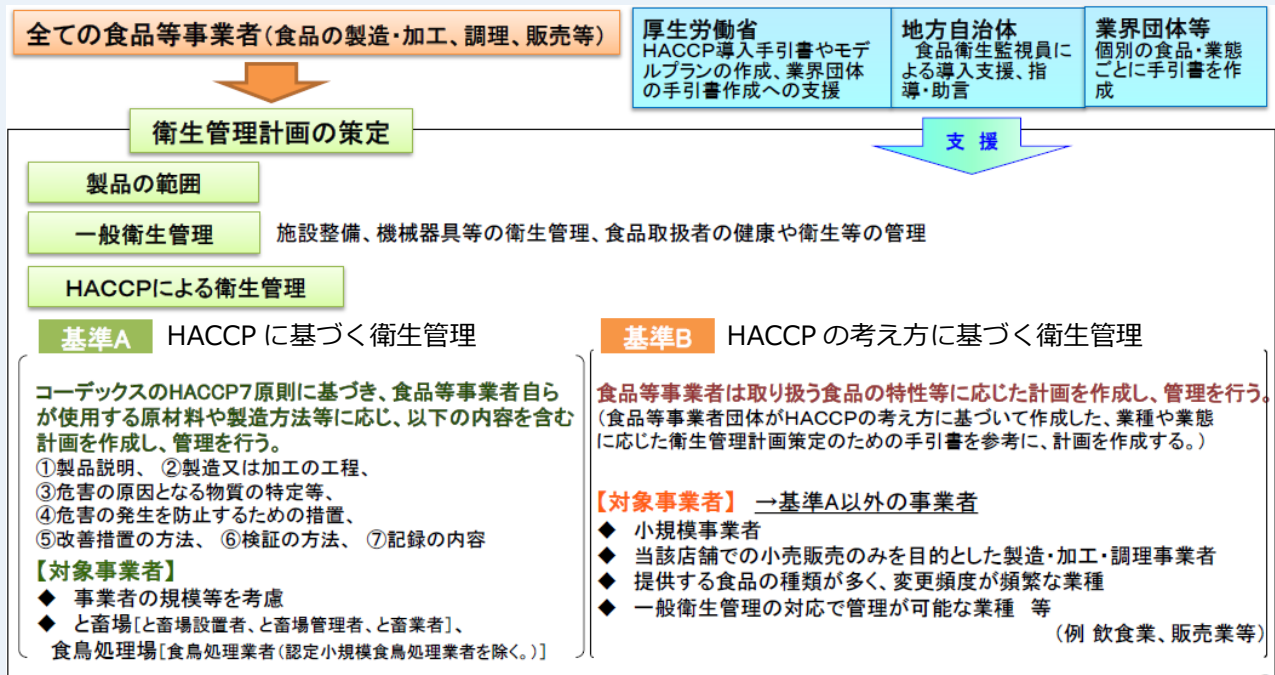 全ての食品等事業者(食品の製造・加工、調理、販売等)
厚生労働省
HACCP導入手引書やモデ
ルプランの作成、業界団体
の手引書作成への支援
地方自治体
食品衛生監視員に
よる導入支援、指
導・助言
業界団体等
個別の食品・業態
ごとに手引書を作
成
支 援
衛生管理計画の策定
製品の範囲
一般衛生管理
施設整備、機械器具等の衛生管理、食品取扱者の健康や衛生等の管理
HACCPによる衛生管理
基準A HACCP に基づく衛生管理
コーデックスのHACCP7原則に基づき、食品等事業者自ら
が使用する原材料や製造方法等に応じ、以下の内容を含む
計画を作成し、管理を行う。
①製品説明、 ②製造又は加工の工程、
③危害の原因となる物質の特定等、
④危害の発生を防止するための措置、
⑤改善措置の方法、 ⑥検証の方法、 ⑦記録の内容
【対象事業者】
◆ 事業者の規模等を考慮
◆ と畜場[と畜場設置者、と畜場管理者、と畜業者]、
食鳥処理場[食鳥処理業者(認定小規模食鳥処理業者を除く。)]
基準B HACCP の考え方に基づく衛生管理
食品等事業者は取り扱う食品の特性等に応じた計画を作成し、管理を行う。
(食品等事業者団体がHACCPの考え方に基づいて作成した、業種や業態
に応じた衛生管理計画策定のための手引書を参考に、計画を作成する。)
【対象事業者】 →基準A以外の事業者
◆ 小規模事業者
◆ 当該店舗での小売販売のみを目的とした製造・加工・調理事業者
◆ 提供する食品の種類が多く、変更頻度が頻繁な業種
◆ 一般衛生管理の対応で管理が可能な業種 等
(例 飲食業、販売業等)